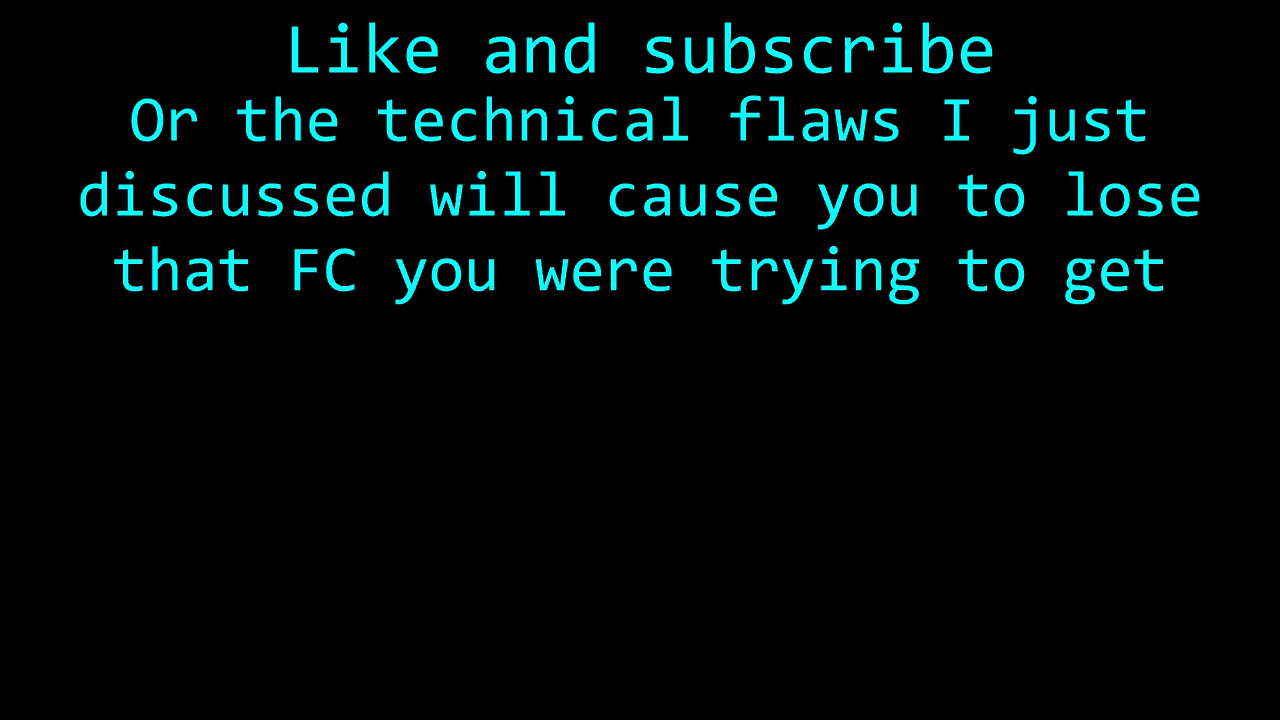 Like and subscribe
Or the technical flaws I just
discussed will cause you to lose
that FC you were trying to get